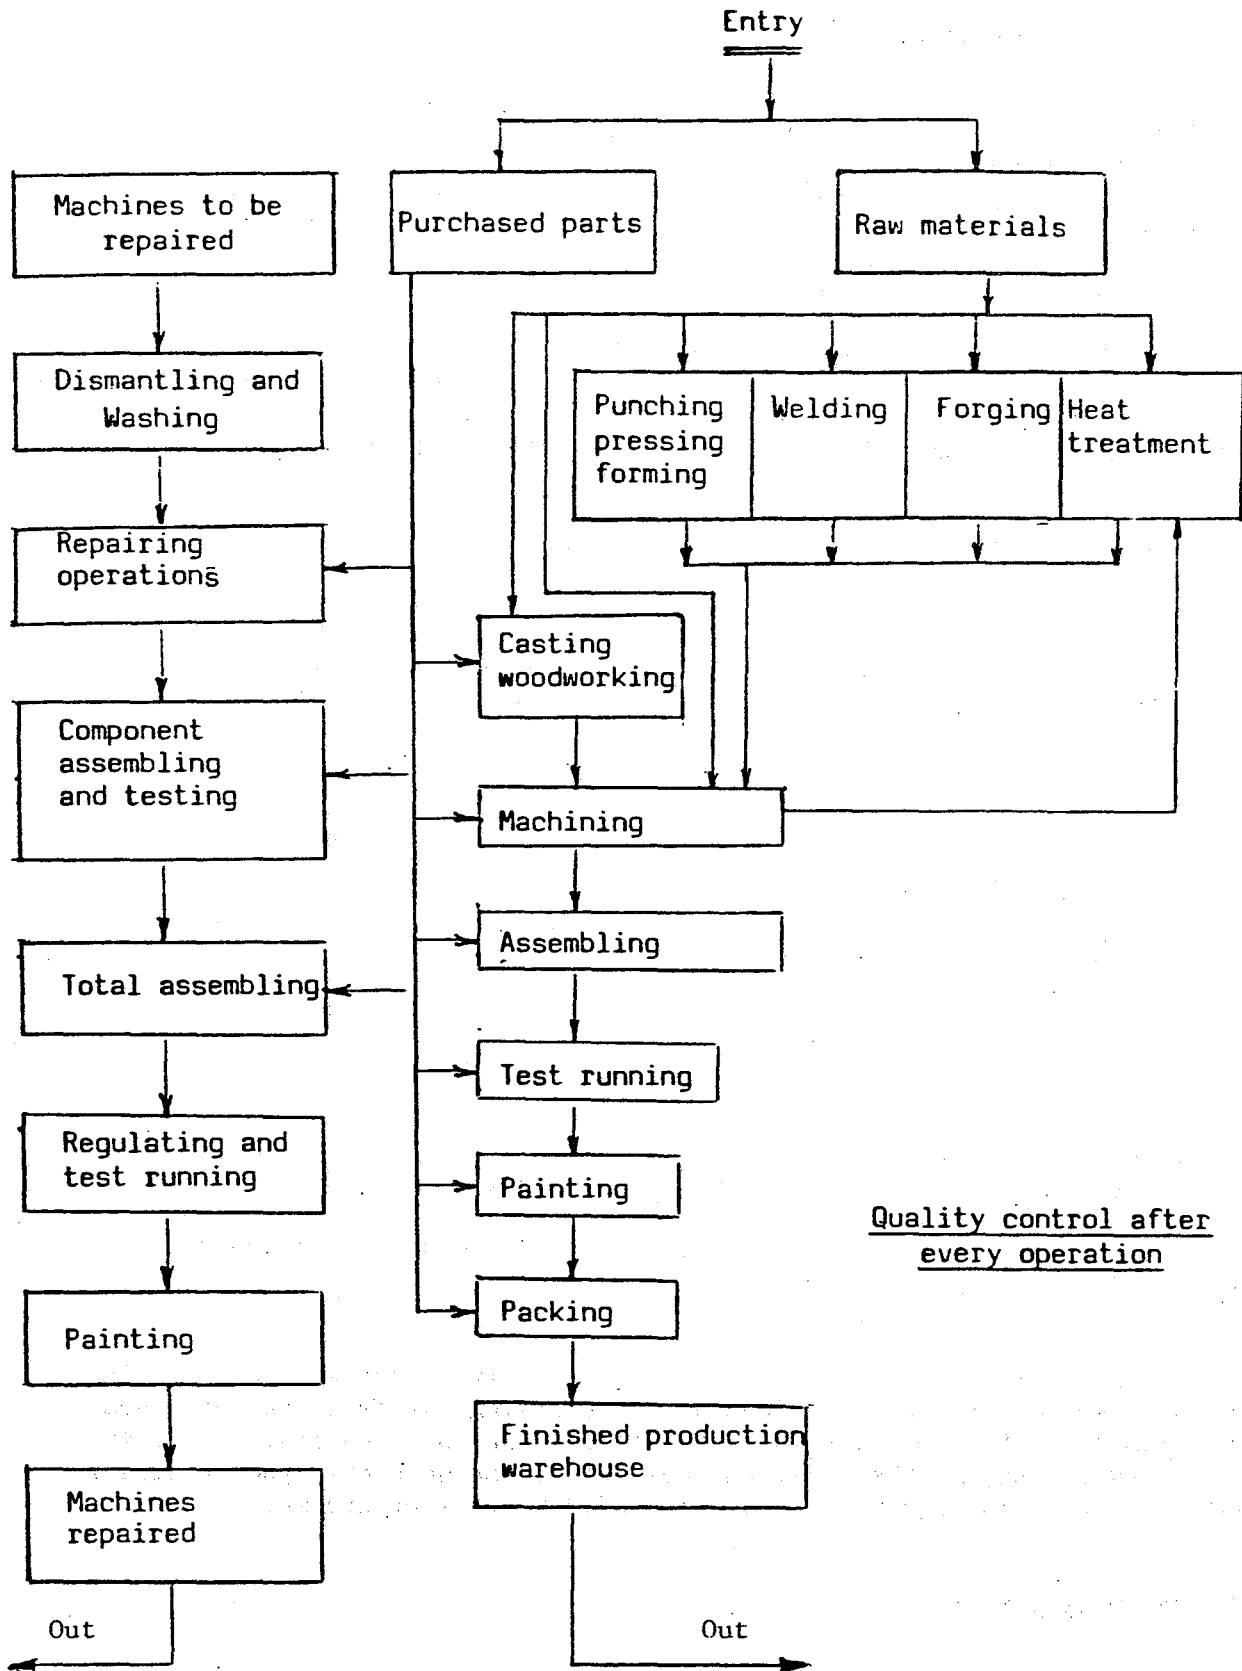 Entry
Machines to be
repaired
Purchased parts
Raw materials
Dismantling and
Washing
Punching
pressing
forming
Welding
Forging
Heat
treatment
Repairing
operations
Casting
woodworking
Component
assembling
and testing
Machining
Assembling
Total assembling
Test running
Regulating and
test running
Painting
Quality control after
every operation
Packing
Painting
Finished production
warehouse
Machines
repaired
Out
Out